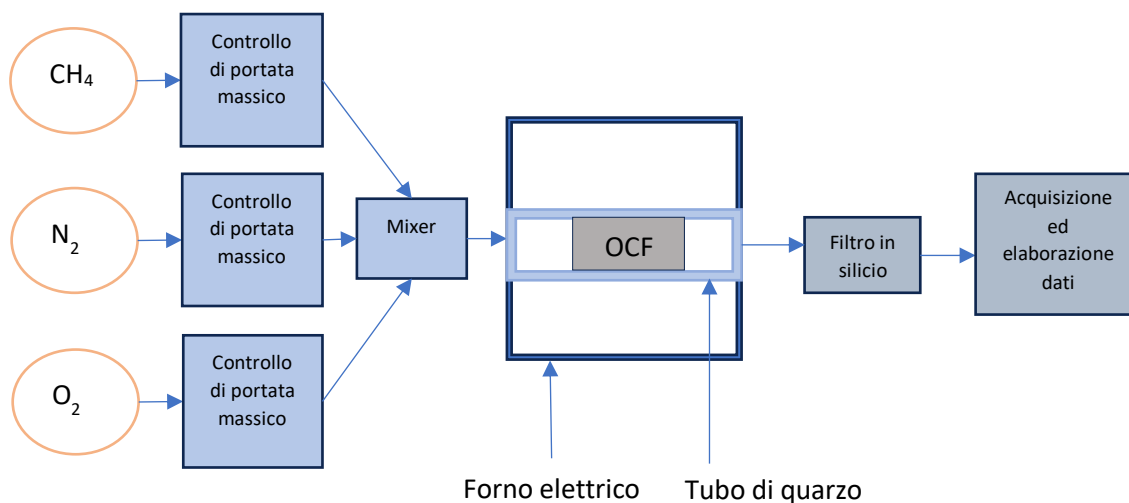 CH₄
Controllo
di portata
massico
N₂
Controllo
di portata
massico
O₂
Controllo
di portata
massico
Mixer
OCF
Filtro in
silicio
Acquisizione
ed
elaborazione
dati
Forno elettrico
Tubo di quarzo